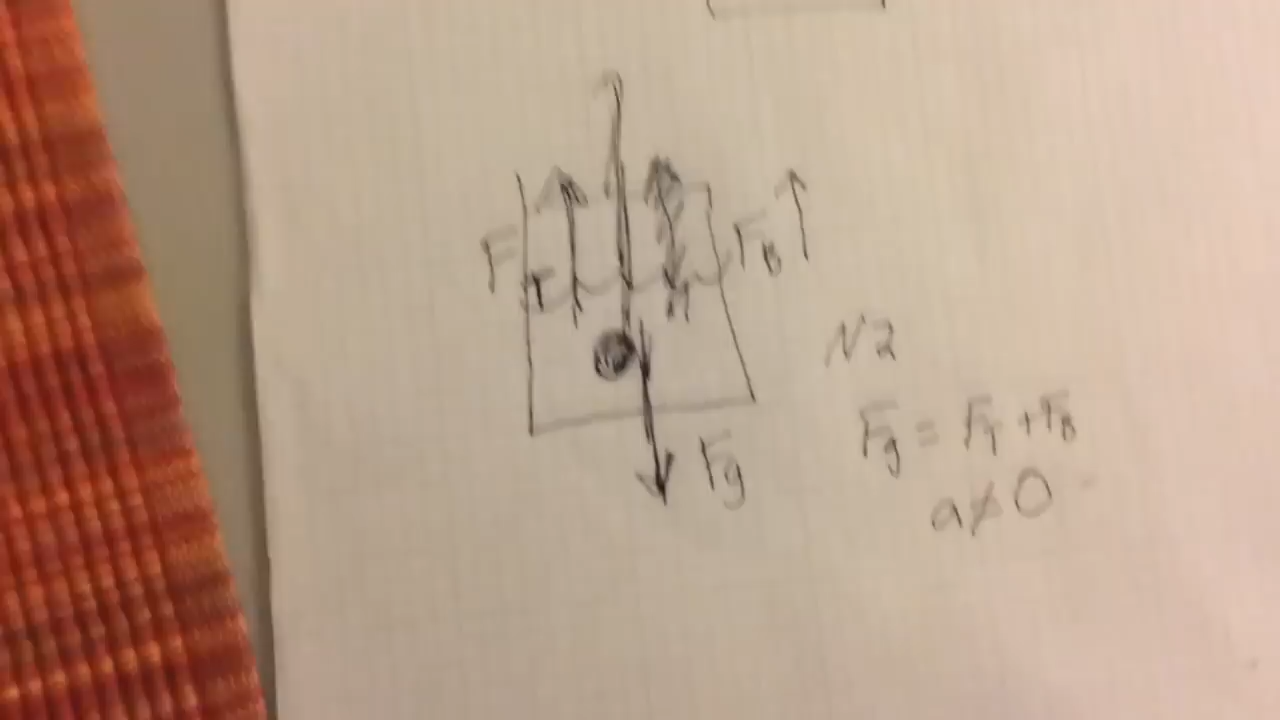 F_T
F_B
N2
F_g = F_T + F_B
F_g
a ≠ 0